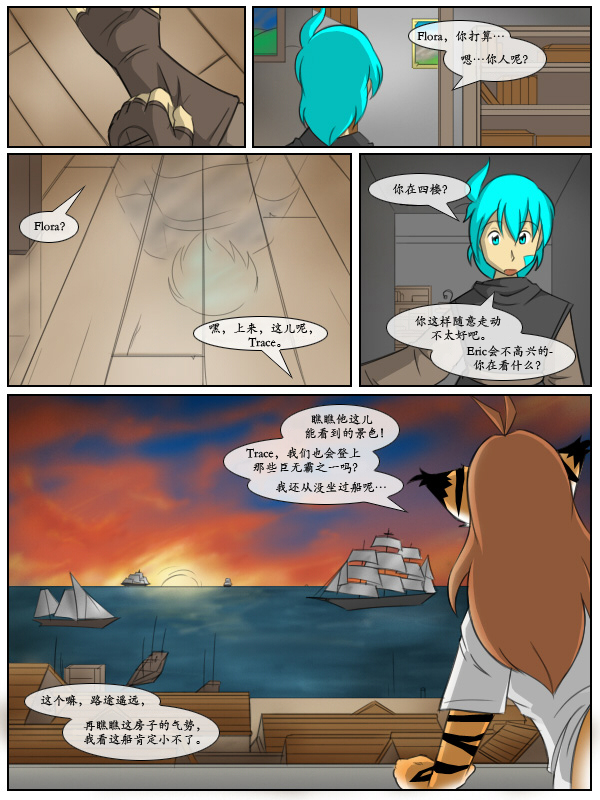 Flora，你打算…
嗯…你人呢？
Flora？
嘿，上来，这儿呢，
Trace。
你在四楼？
你这样随意走动
不太好吧。
Eric会不高兴的-
你在看什么？
瞧瞧他这儿
能看到的景色！
Trace，我们也会登上
那些巨无霸之一吗？
我还从没坐过船呢…
这个嘛，路途遥远，
再瞧瞧这房子的气势，
我看这船肯定小不了。